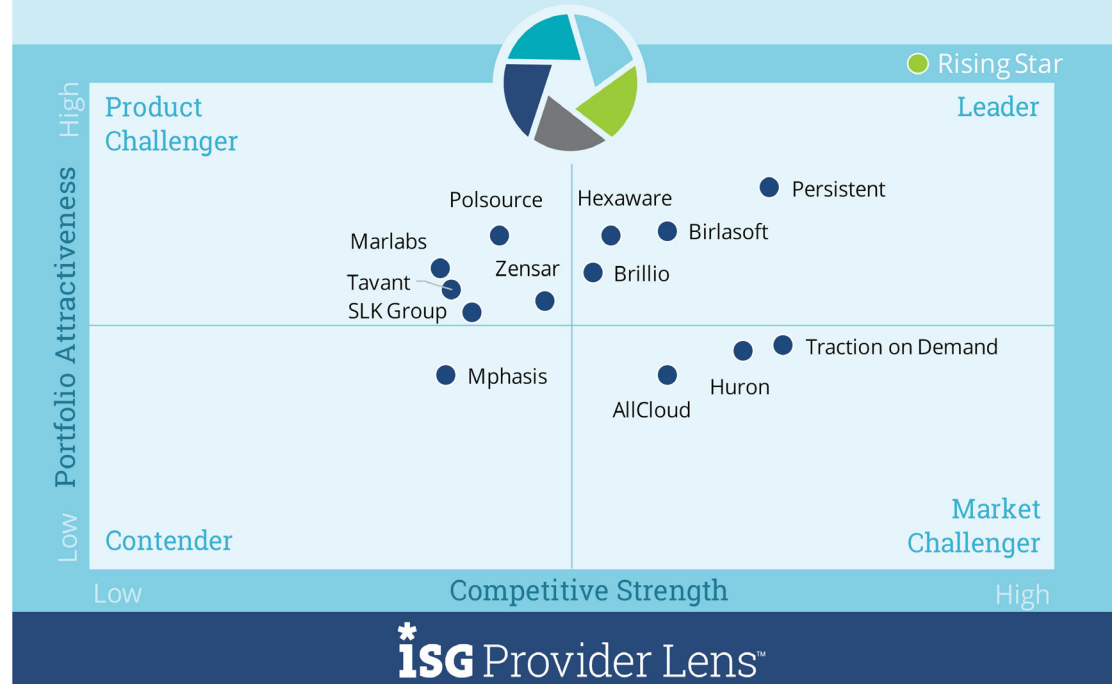 Rising Star
High
Product
Challenger
Leader
Persistent
Polsource
Hexaware
Birlasoft
Marlabs
Zensar
Brillio
Tavant
SLK Group
Portfolio Attractiveness
Traction on Demand
Mphasis
Huron
AllCloud
Market
Challenger
Contender
Low
Low
Competitive Strength
High
*ISG Provider Lens™